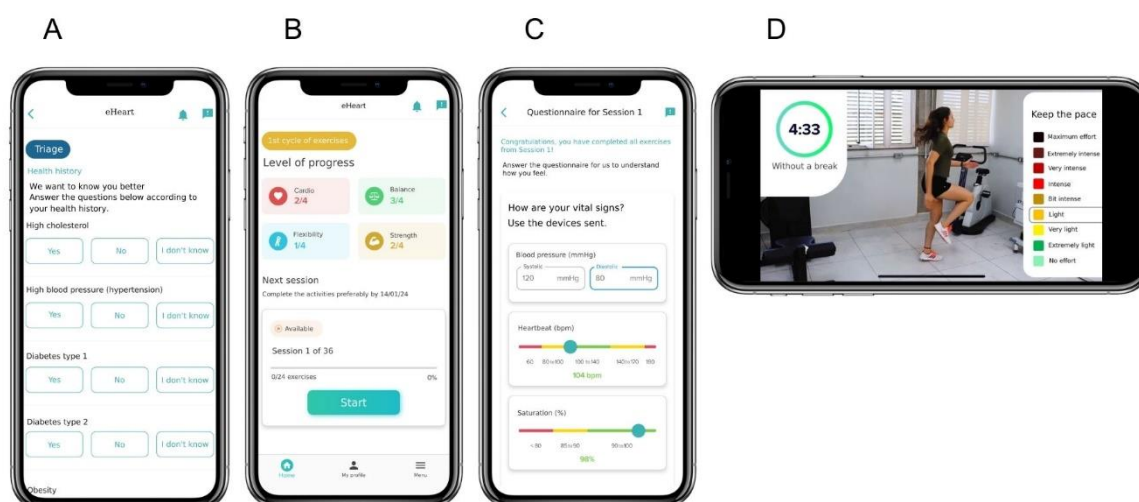 A
B
C
D
eHeart
Triage
Health history
We want to know you better
Answer the questions below according to
your health history.
High cholesterol
Yes
No
I don't know
High blood pressure (hypertension)
Yes
No
I don't know
Diabetes type 1
Yes
No
I don't know
Diabetes type 2
Yes
No
I don't know
Obesity
eHeart
1st cycle of exercises
Level of progress
Cardio
2/4
Balance
3/4
Flexibility
1/4
Strength
2/4
Next session
Complete the activities preferably by 14/01/24
Available
Session 1 of 36
0/24 exercises
0%
Start
Home
My profile
Menu
Questionnaire for Session 1
Congratulations, you have completed all exercises
from Session 1!
Answer the questionnaire for us to understand
how you feel.
How are your vital signs?
Use the devices sent.
Blood pressure (mmHg)
Systolic
120 mmHg
Diastolic
80 mmHg
Heartbeat (bpm)
60
104 bpm
Saturation (%)
98%
4:33
Without a break
Keep the pace
Maximum effort
Extremely intense
Very intense
Intense
Bit intense
Light
Very light
Extremely light
No effort